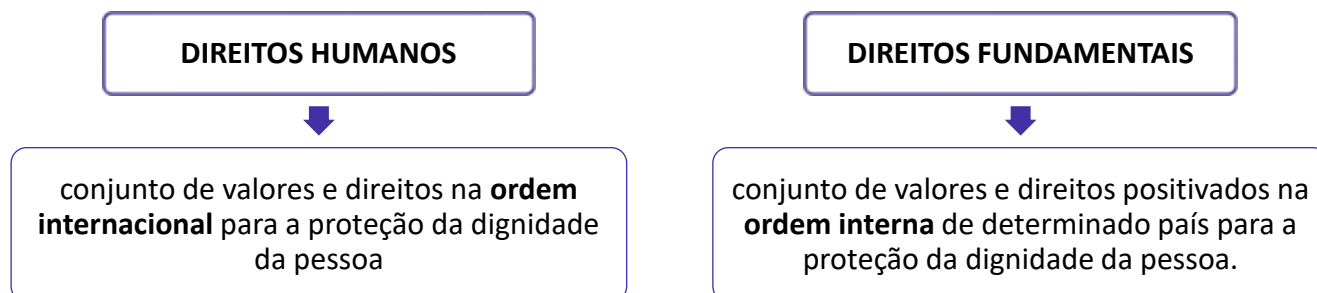 DIREITOS HUMANOS
conjunto de valores e direitos na ordem
internacional para a proteção da dignidade
da pessoa
DIREITOS FUNDAMENTAIS
conjunto de valores e direitos positivados na
ordem interna de determinado país para a
proteção da dignidade da pessoa.